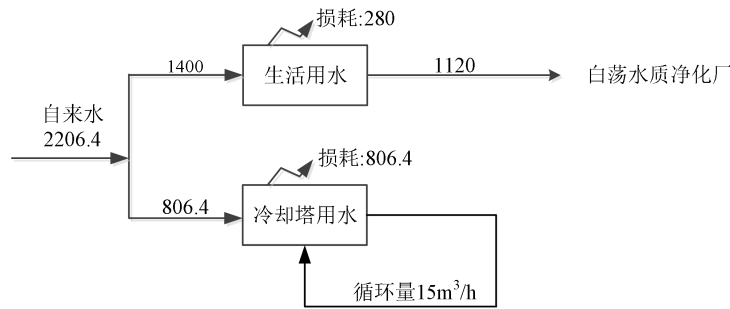 损耗:280
1400
生活用水
1120
白荡水质净化厂
自来水
2206.4
损耗:806.4
806.4
冷却塔用水
循环量15m³/h